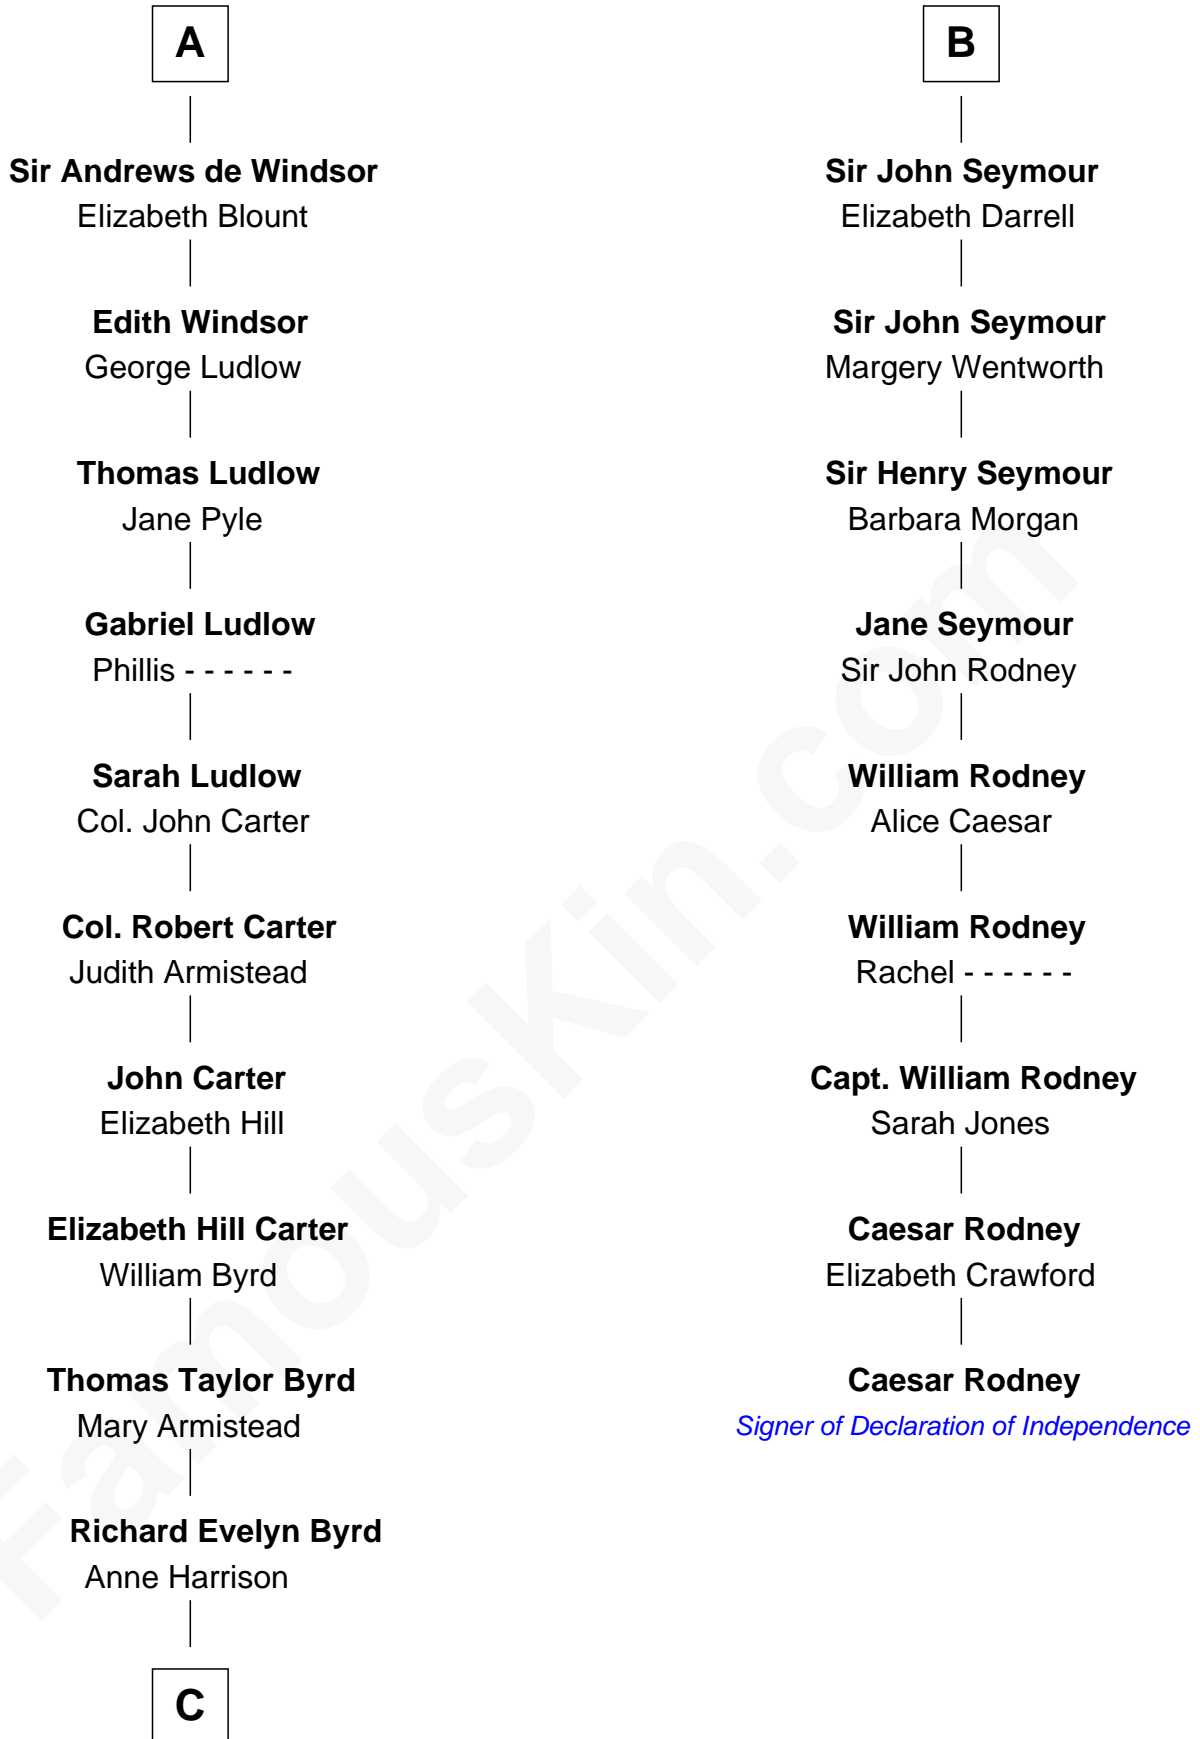 A
Sir Andrews de Windsor
Elizabeth Blount
Edith Windsor
George Ludlow
Thomas Ludlow
Jane Pyle
Gabriel Ludlow
Phillis - - - - - -
Sarah Ludlow
Col. John Carter
Col. Robert Carter
Judith Armistead
John Carter
Elizabeth Hill
Elizabeth Hill Carter
William Byrd
Thomas Taylor Byrd
Mary Armistead
Richard Evelyn Byrd
Anne Harrison
C
B
Sir John Seymour
Elizabeth Darrell
Sir John Seymour
Margery Wentworth
Sir Henry Seymour
Barbara Morgan
Jane Seymour
Sir John Rodney
William Rodney
Alice Caesar
William Rodney
Rachel - - - - - -
Capt. William Rodney
Sarah Jones
Caesar Rodney
Elizabeth Crawford
Caesar Rodney
Signer of Declaration of Independence
FamousKin.com